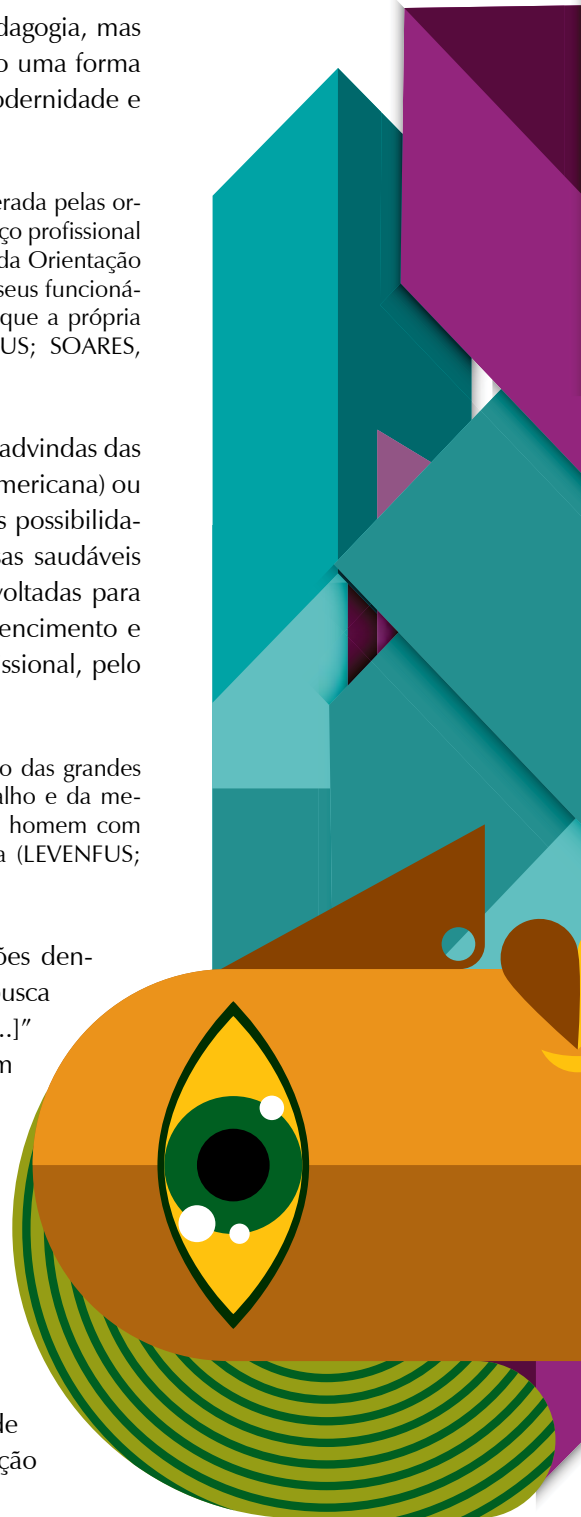 dagogia, mas
o uma forma
odernidade e
erada pelas or-
ço profissional
da Orientação
seus funcioná-
que a própria
US; SOARES,
advindas das
mericana) ou
s possibilida-
as saudáveis
voltadas para
encimento e
ssional, pelo
o das grandes
alho e da me-
homem com
a (LEVENFUS;
ões den-
busca
..]”
m
de
ção